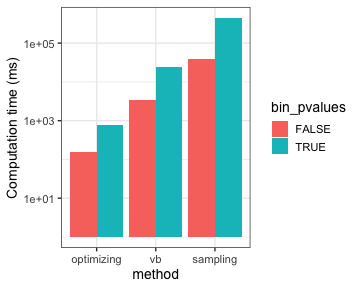 Computation time (ms)
1e+05
1e+03
1e+01
optimizing vb sampling
method
bin_pvalues
FALSE
TRUE